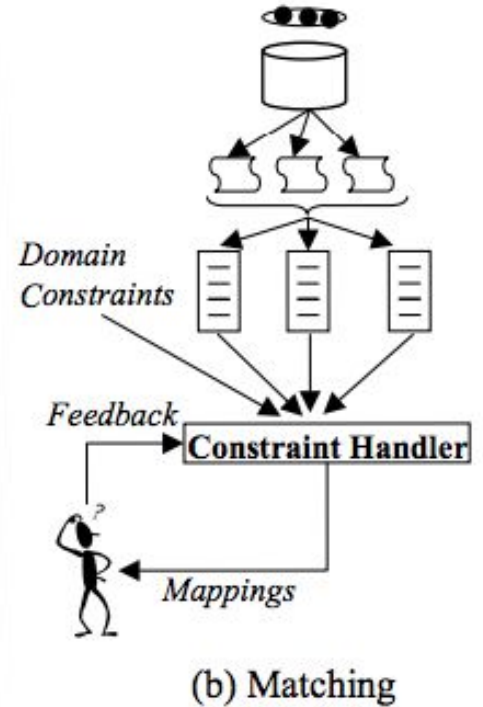 Domain
Constraints
Feedback
Constraint Handler
?
Mappings
(b) Matching